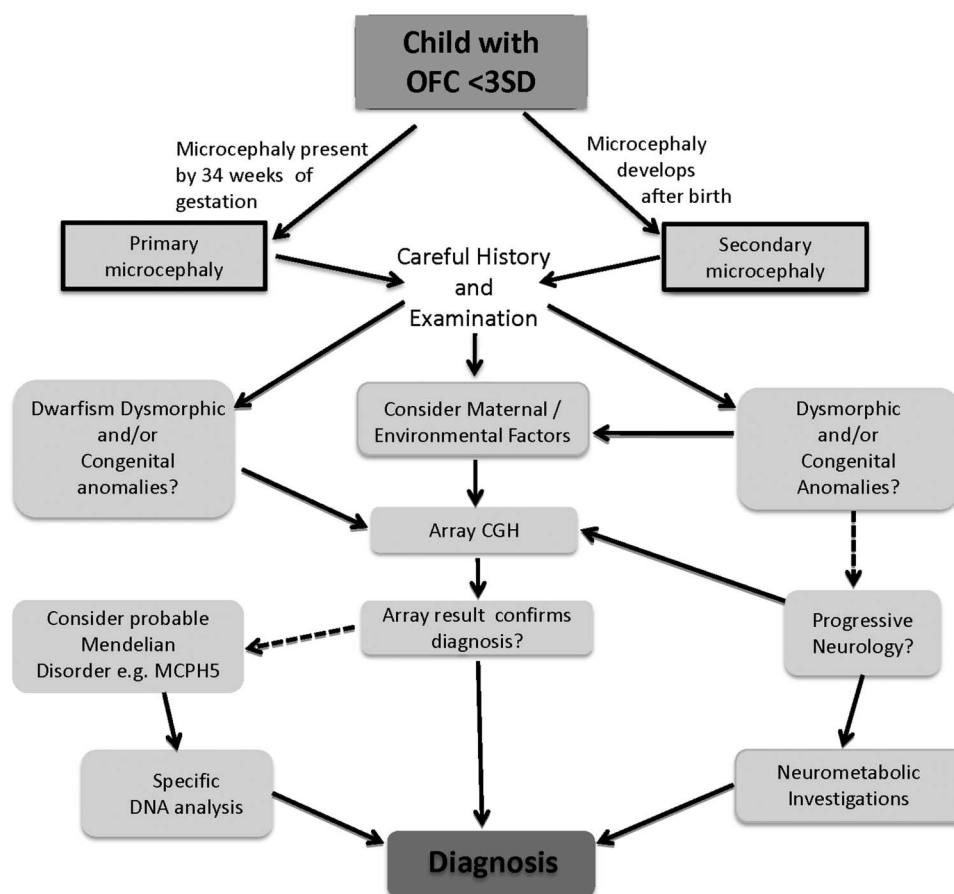 Child with
OFC <3SD
Microcephaly present
by 34 weeks of
gestation
Microcephaly
develops
after birth
Primary
microcephaly
Careful History
and
Examination
Secondary
microcephaly
Dwarfism Dysmorphic
and/or
Congenital
anomalies?
Consider Maternal /
Environmental Factors
Dysmorphic
and/or
Congenital
Anomalies?
Array CGH
Consider probable
Mendelian
Disorder e.g. MCPH5
Array result confirms
diagnosis?
Progressive
Neurology?
Specific
DNA analysis
Neurometabolic
Investigations
Diagnosis